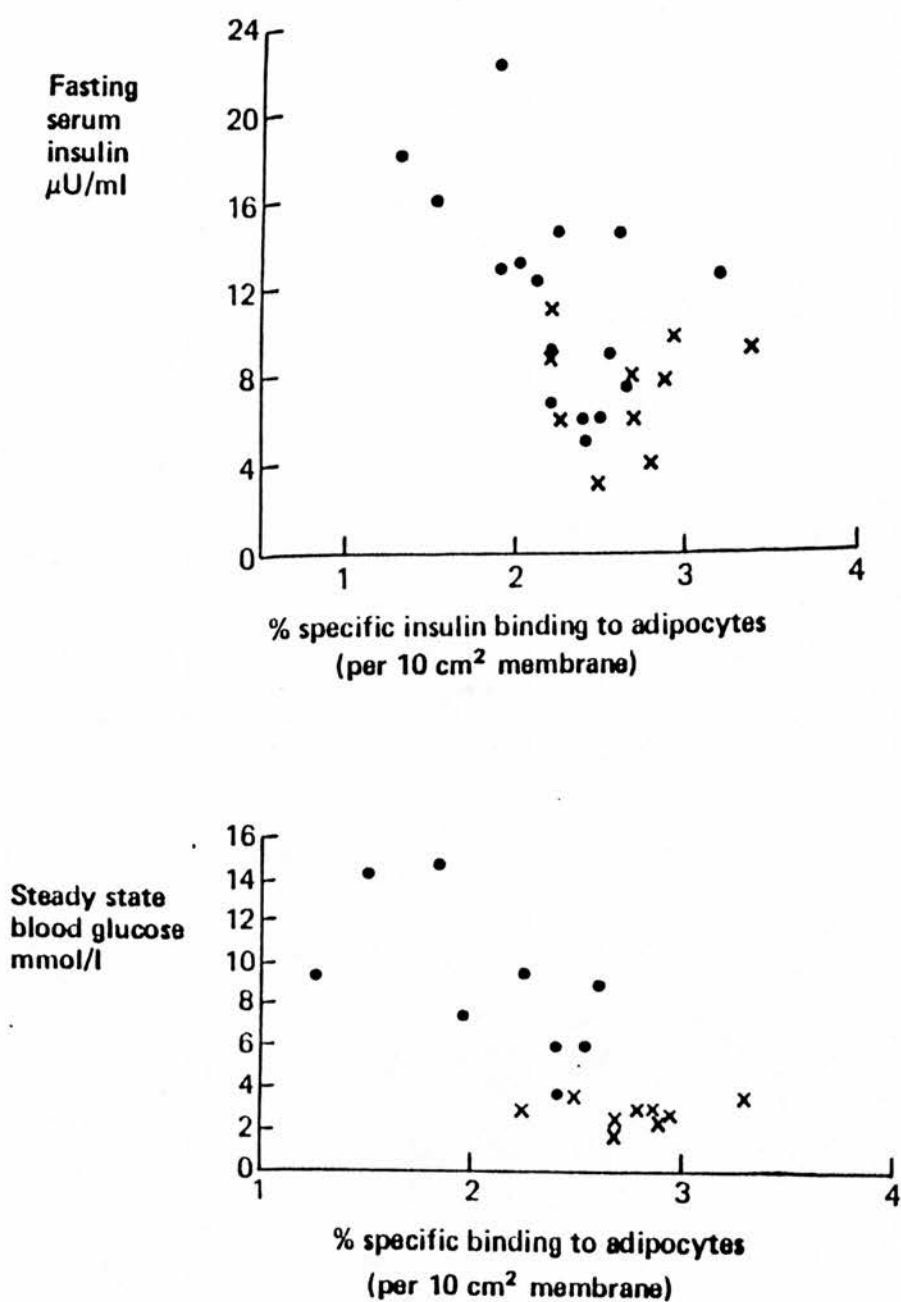 Fasting
serum
insulin
µU/ml
24
20
16
12
8
4
0
1 2 3 4
% specific insulin binding to adipocytes
(per 10 cm² membrane)
Steady state
blood glucose
mmol/l
16
14
12
10
8
6
4
2
0
1 2 3 4
% specific binding to adipocytes
(per 10 cm² membrane)